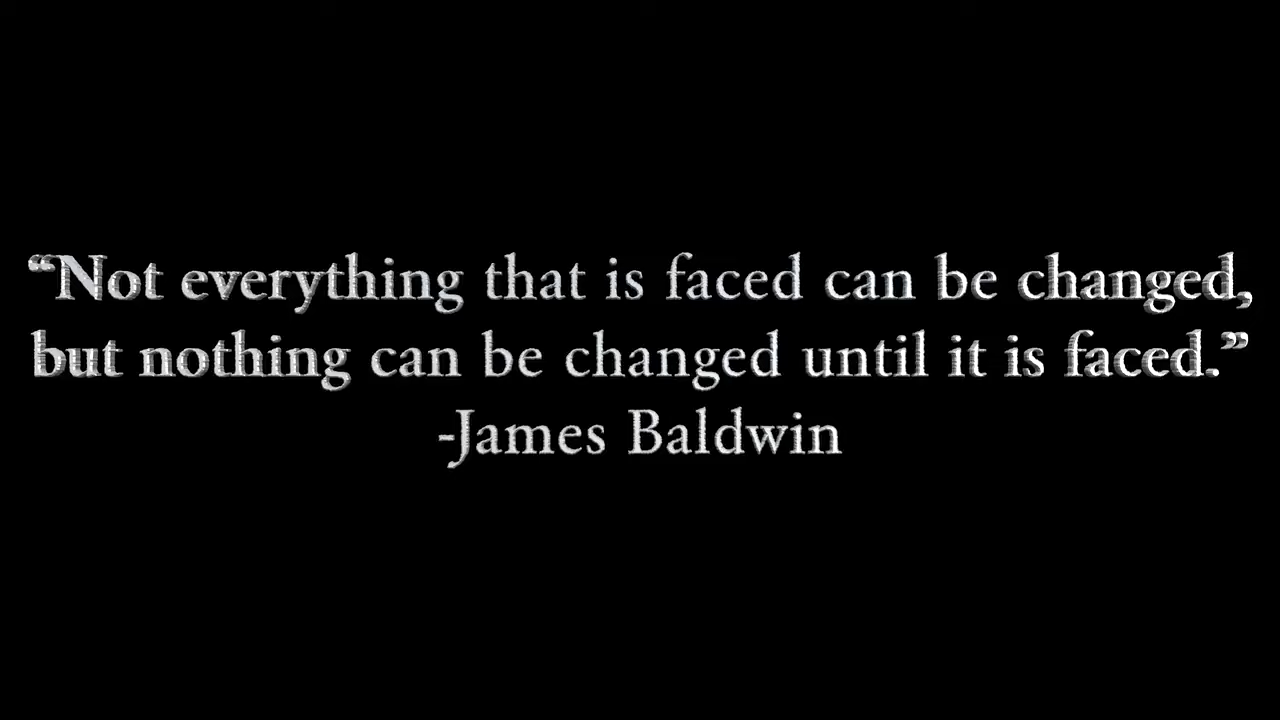 “Not everything that is faced can be changed,
but nothing can be changed until it is faced.”
-James Baldwin